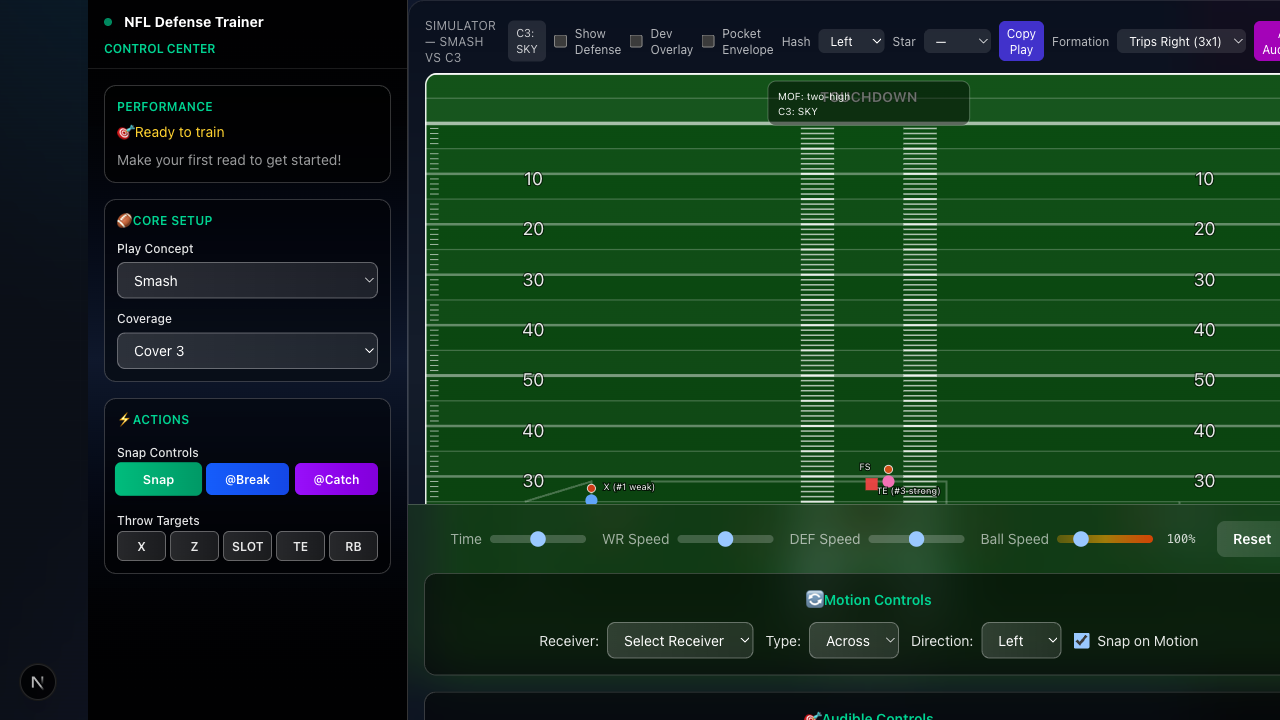 NFL Defense Trainer
CONTROL CENTER
PERFORMANCE
🎯Ready to train
Make your first read to get started!
🏈CORE SETUP
Play Concept
Smash
Coverage
Cover 3
⚡ACTIONS
Snap Controls
Snap @Break @Catch
Throw Targets
X Z SLOT TE RB
N
SIMULATOR
— SMASH
VS C3
C3:
SKY
Show
Defense
Dev
Overlay
Pocket
Envelope
Hash Left Star —
Copy
Play
Formation Trips Right (3x1)
MOF: two-high
TOUCHDOWN
C3: SKY
10 10
20 20
30 30
40 40
50 50
40 40
30 30
FS
X (#1 weak)
TE (#3-strong)
Time WR Speed DEF Speed Ball Speed 100% Reset
🔄Motion Controls
Receiver: Select Receiver Type: Across Direction: Left Snap on Motion
🎯Audible Controls